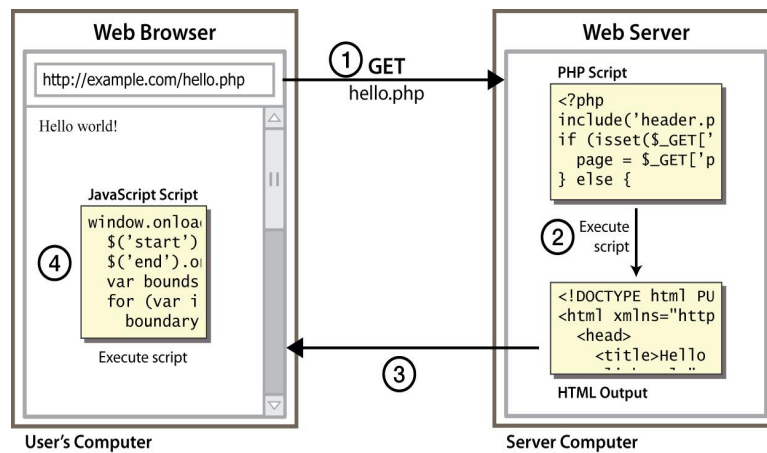 Web Browser
http://example.com/hello.php
Hello world!
JavaScript Script
window.onloa
$('start')
$('end').o
var bounds
for (var i
boundary
4
Execute script
User's Computer
1 GET
hello.php
3
Web Server
PHP Script
<?php
include('header.p
if (isset($_GET['
page = $_GET['p
} else {
2 Execute
script
<!DOCTYPE html PU
<html xmlns="http
<head>
<title>Hello
HTML Output
Server Computer